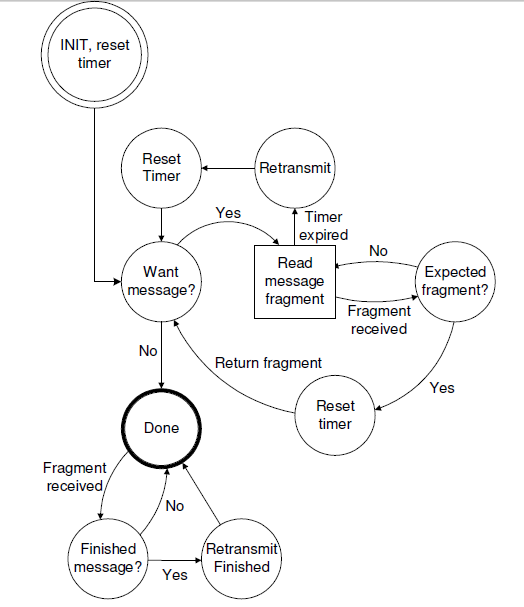 INIT, reset
timer
Reset
Timer
Retransmit
Yes
Timer
expired
No
Want
message?
Read
message
fragment
Expected
fragment?
Fragment
received
No
Return fragment
Yes
Reset
timer
Done
Fragment
received
No
Finished
message?
Yes
Retransmit
Finished